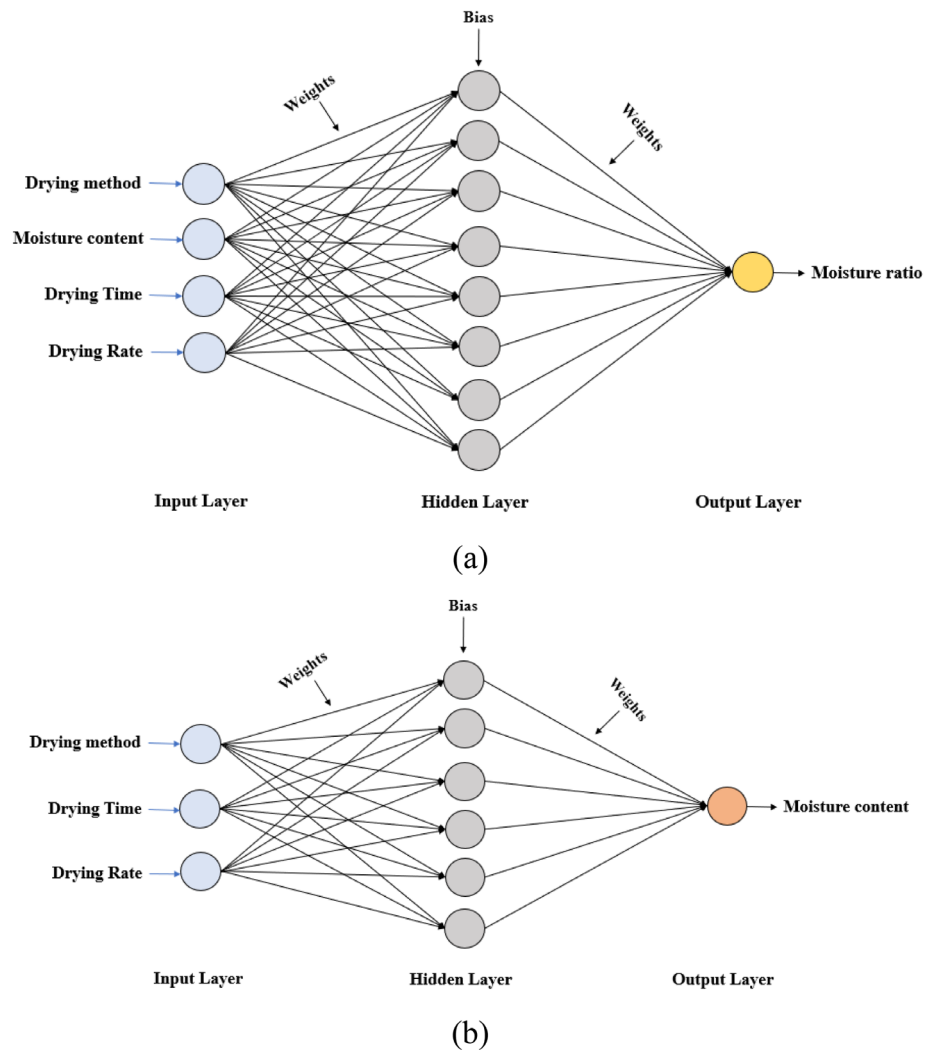 Bias
Weights
Weights
Drying method
Moisture content
Drying Time
Drying Rate
Moisture ratio
Input Layer
Hidden Layer
Output Layer
(a)
Bias
Weights
Weights
Drying method
Drying Time
Drying Rate
Moisture content
Input Layer
Hidden Layer
Output Layer
(b)